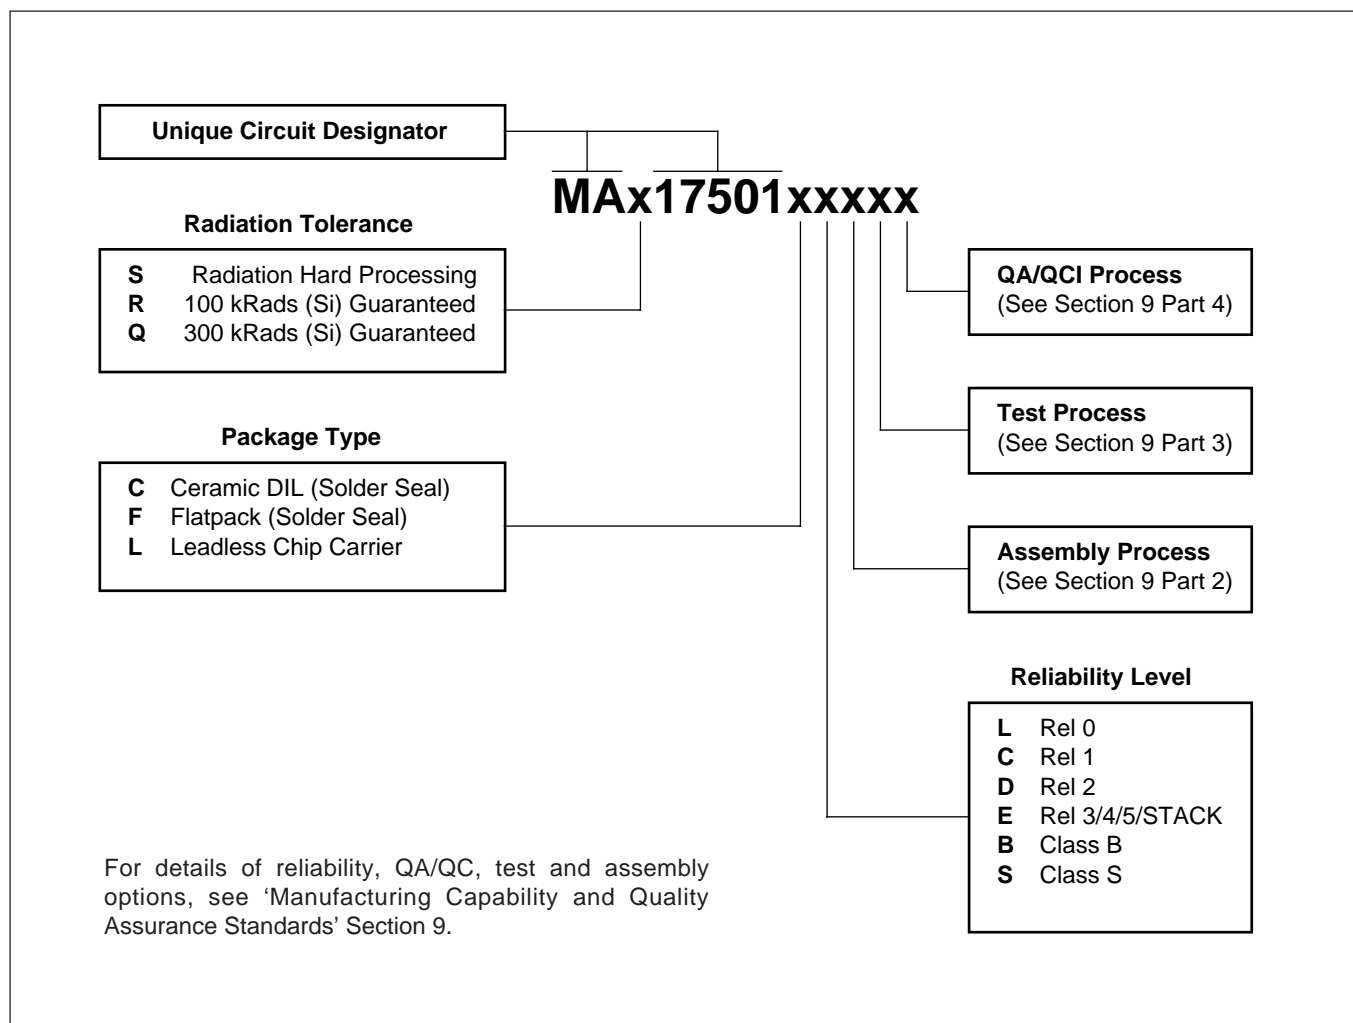 Unique Circuit Designator
MAx17501xxxxx
Radiation Tolerance
S Radiation Hard Processing
R 100 kRads (Si) Guaranteed
Q 300 kRads (Si) Guaranteed
Package Type
C Ceramic DIL (Solder Seal)
F Flatpack (Solder Seal)
L Leadless Chip Carrier
QA/QCI Process
(See Section 9 Part 4)
Test Process
(See Section 9 Part 3)
Assembly Process
(See Section 9 Part 2)
Reliability Level
L Rel 0
C Rel 1
D Rel 2
E Rel 3/4/5/STACK
B Class B
S Class S
For details of reliability, QA/QC, test and assembly
options, see ‘Manufacturing Capability and Quality
Assurance Standards’ Section 9.